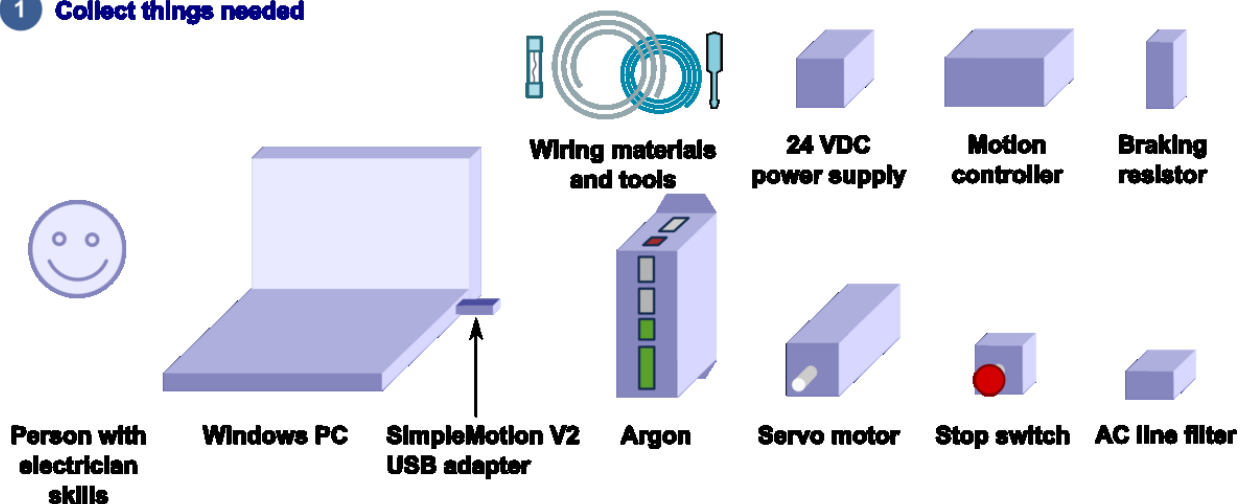 1 Collect things needed
Wiring materials
and tools
24 VDC
power supply
Motion
controller
Braking
resistor
Person with
electrician
skills
Windows PC
SimpleMotion V2
USB adapter
Argon
Servo motor
Stop switch
AC line filter